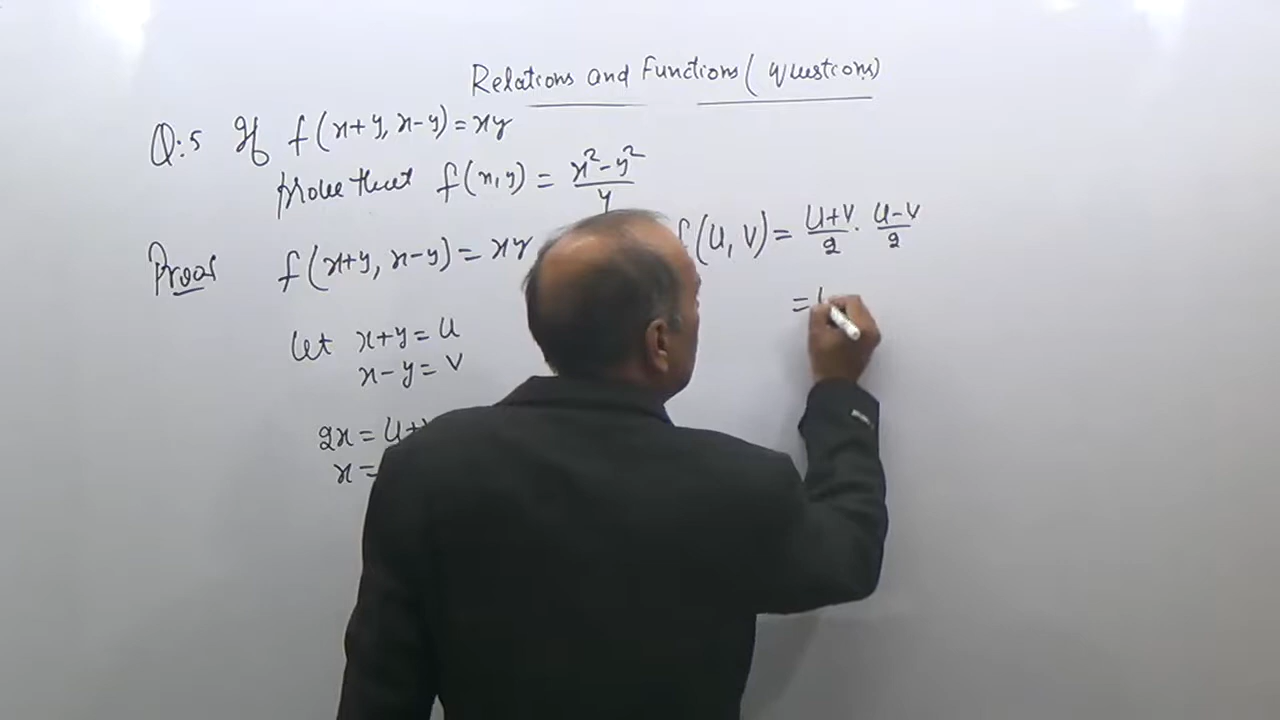 Relations and Functions (Questions)
Q:5 If f(x+y, x-y) = xy
prove that f(x,y) = x²-y²/4
Proof f(x+y, x-y) = xy
f(U, V) = U+V/2 . U-V/2
=
Let x+y = U
x-y = V
2x = U+
x =